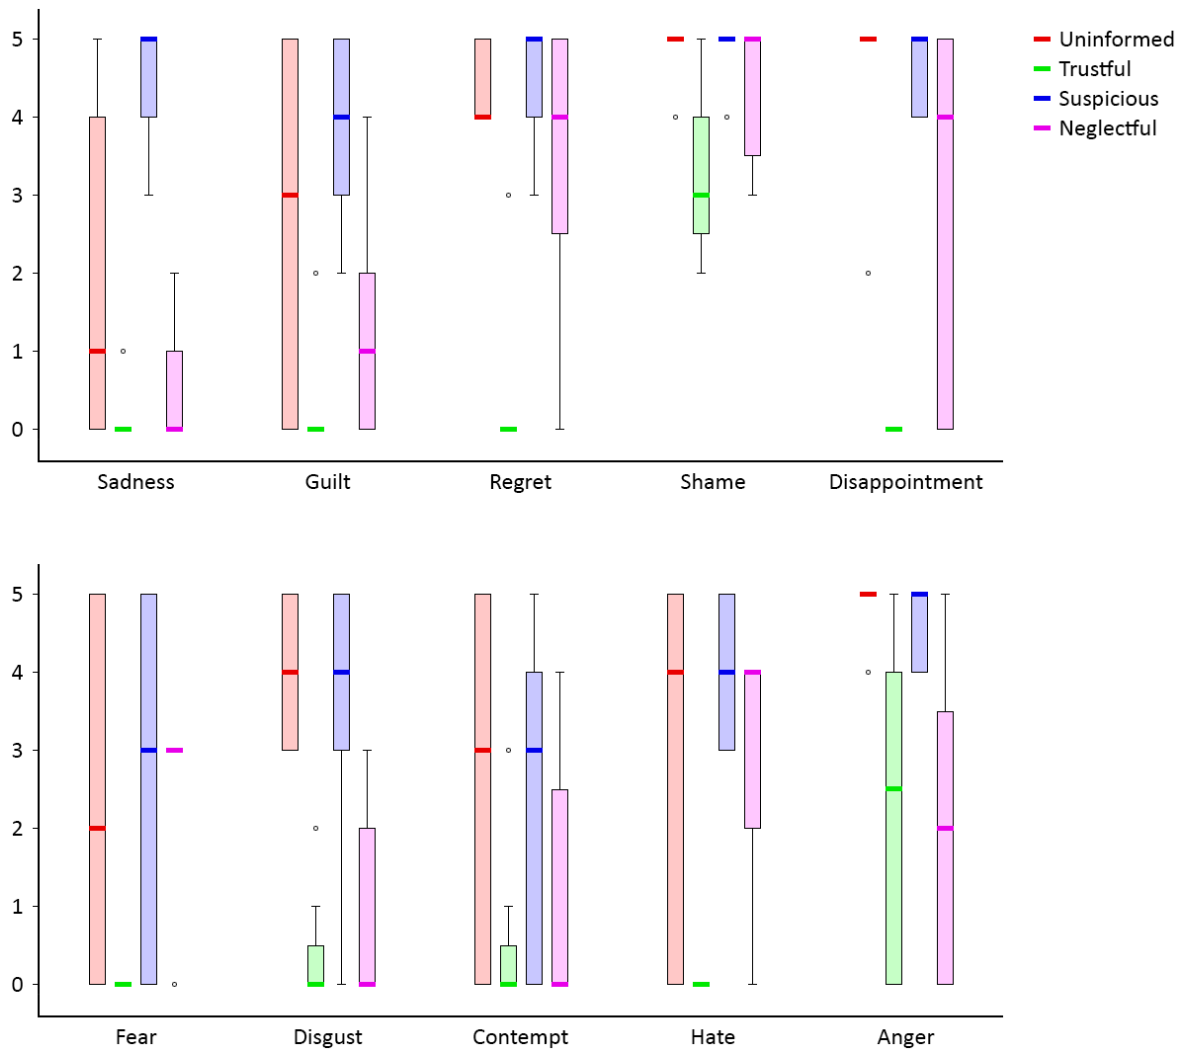 5
4
3
2
1
0
Sadness Guilt Regret Shame Disappointment
Uninformed
Trustful
Suspicious
Neglectful
5
4
3
2
1
0
Fear Disgust Contempt Hate Anger